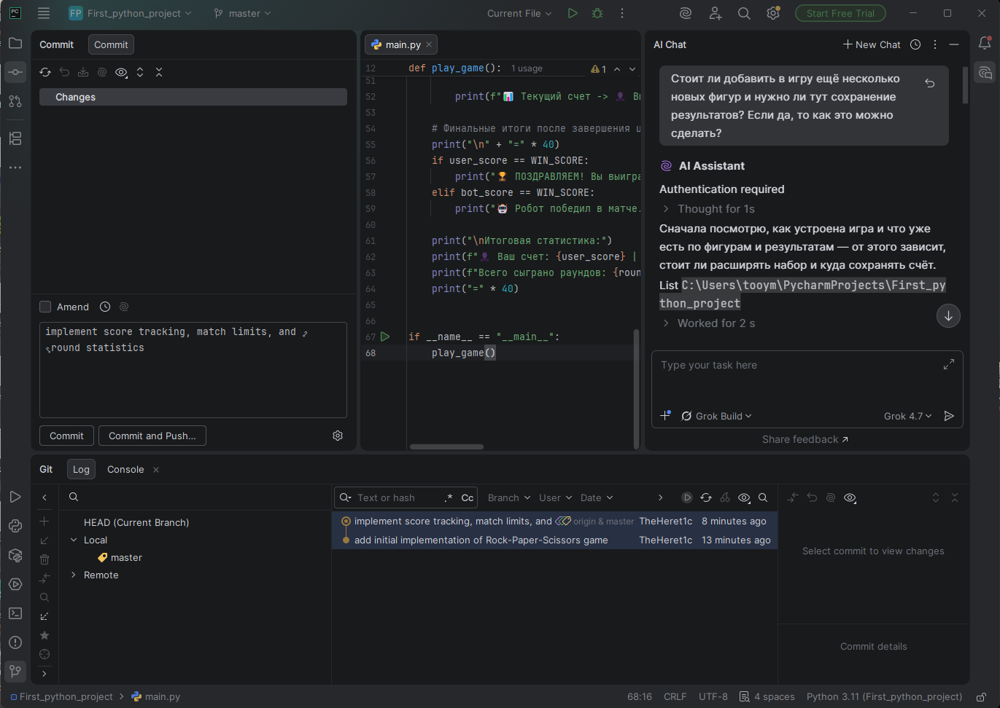 PC
FP First_python_project
master
Current File
Start Free Trial
Commit
Commit
Changes
Amend
implement score tracking, match limits, and
round statistics
Commit
Commit and Push...
main.py
12 def play_game(): 1 usage
1
51
52 print(f"📊 Текущий счет -> 👤 Вы
53
54 # Финальные итоги после завершения ц
55 print("\n" + "=" * 40)
56 if user_score == WIN_SCORE:
57 print("🏆 ПОЗДРАВЛЯЕМ! Вы выигра
58 elif bot_score == WIN_SCORE:
59 print("🤖 Робот победил в матче.
60
61 print("\nИтоговая статистика:")
62 print(f"👤 Ваш счет: {user_score} |
63 print(f"Всего сыграно раундов: {roun
64 print("=" * 40)
65
66
67 if __name__ == "__main__":
68 play_game()
AI Chat
New Chat
Стоит ли добавить в игру ещё несколько
новых фигур и нужно ли тут сохранение
результатов? Если да, то как это можно
сделать?
AI Assistant
Authentication required
Thought for 1s
Сначала посмотрю, как устроена игра и что уже
есть по фигурам и результатам — от этого зависит,
стоит ли расширять набор и куда сохранять счёт.
List C:\Users\tooym\PycharmProjects\First_py
thon_project
Worked for 2 s
Type your task here
Grok Build
Grok 4.7
Share feedback ↗
Git
Log
Console
HEAD (Current Branch)
Local
master
Remote
Text or hash
.*
Cc
Branch
User
Date
implement score tracking, match limits, and origin & master TheHeret1c 8 minutes ago
add initial implementation of Rock-Paper-Scissors game TheHeret1c 13 minutes ago
Select commit to view changes
Commit details
First_python_project > main.py
68:16
CRLF
UTF-8
4 spaces
Python 3.11 (First_python_project)